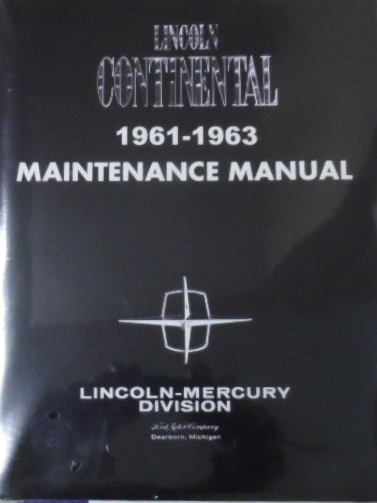 LINCOLN
CONTINENTAL
1961-1963
MAINTENANCE MANUAL
LINCOLN-MERCURY
DIVISION
Ford Motor Company
Dearborn, Michigan